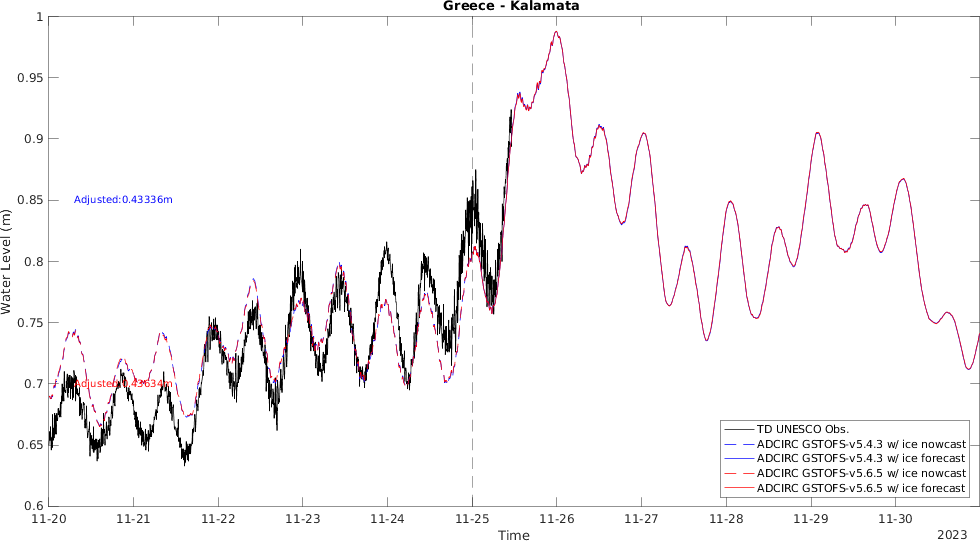 Greece - Kalamata
1
0.95
0.9
0.85
0.8
0.75
0.7
0.65
0.6
Water Level (m)
Adjusted:0.43336m
Adjusted:0.43634m
TD UNESCO Obs.
ADCIRC GSTOFS-v5.4.3 w/ ice nowcast
ADCIRC GSTOFS-v5.4.3 w/ ice forecast
ADCIRC GSTOFS-v5.6.5 w/ ice nowcast
ADCIRC GSTOFS-v5.6.5 w/ ice forecast
11-20 11-21 11-22 11-23 11-24 11-25 11-26 11-27 11-28 11-29 11-30
Time
2023